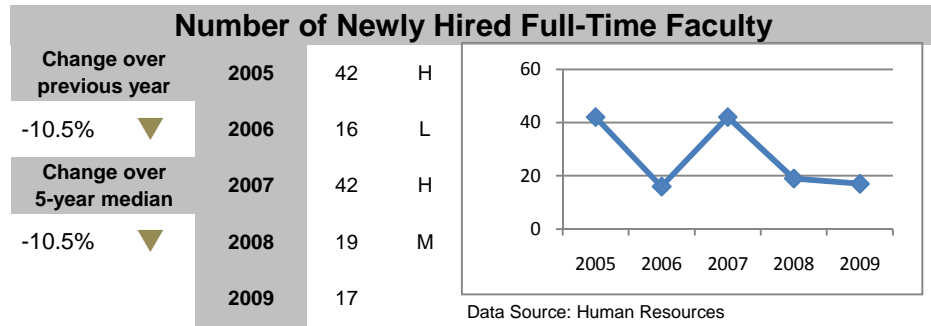 Number of Newly Hired Full-Time Faculty
Change over
previous year
2005 42 H
-10.5%
2006 16 L
Change over
5-year median
2007 42 H
-10.5%
2008 19 M
2009 17
60
40
20
0
2005 2006 2007 2008 2009
Data Source: Human Resources